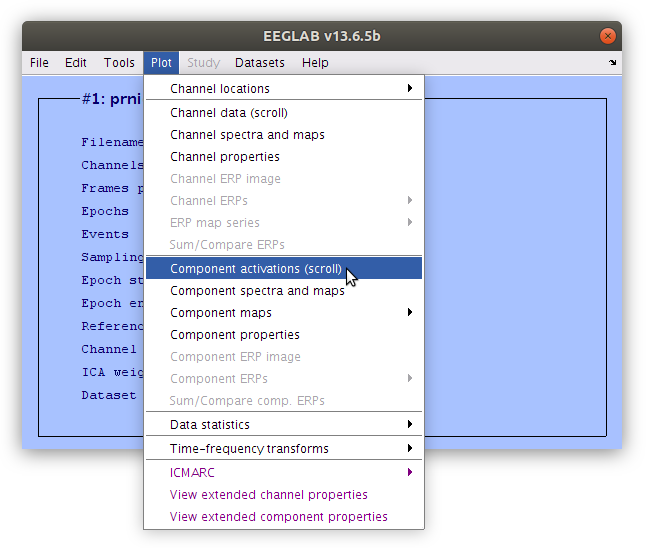 EEGLAB v13.6.5b
File Edit Tools Plot Study Datasets Help
#1: prni
Filename
Channels
Frames p
Epochs
Events
Sampling
Epoch st
Epoch en
Referenc
Channel
ICA weig
Dataset
Channel locations
Channel data (scroll)
Channel spectra and maps
Channel properties
Channel ERP image
Channel ERPs
ERP map series
Sum/Compare ERPs
Component activations (scroll)
Component spectra and maps
Component maps
Component properties
Component ERP image
Component ERPs
Sum/Compare comp. ERPs
Data statistics
Time-frequency transforms
ICMARC
View extended channel properties
View extended component properties